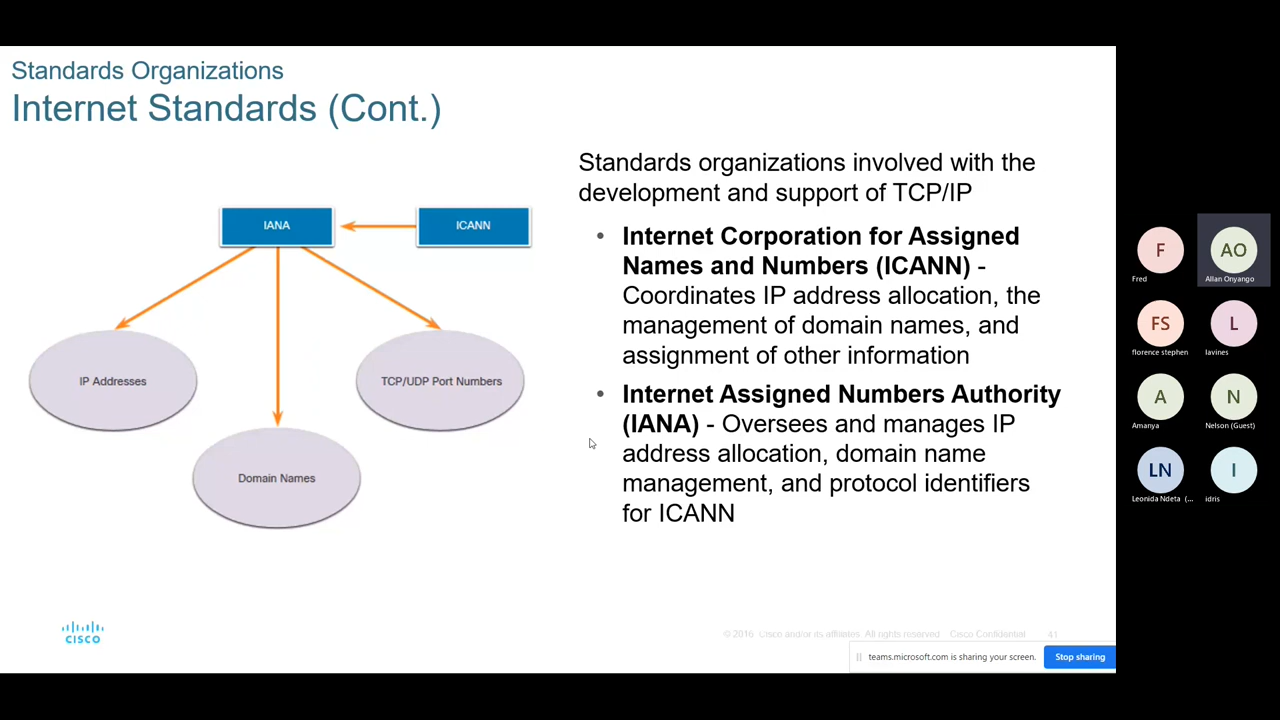 Standards Organizations
Internet Standards (Cont.)
IANA
ICANN
IP Addresses
TCP/UDP Port Numbers
Domain Names
Standards organizations involved with the
development and support of TCP/IP
• Internet Corporation for Assigned
Names and Numbers (ICANN) -
Coordinates IP address allocation, the
management of domain names, and
assignment of other information
• Internet Assigned Numbers Authority
(IANA) - Oversees and manages IP
address allocation, domain name
management, and protocol identifiers
for ICANN
CISCO
© 2016 Cisco and/or its affiliates. All rights reserved. Cisco Confidential 41
teams.microsoft.com is sharing your screen.
Stop sharing
F
Fred
AO
Allan Onyango
FS
florence stephen
L
lavines
A
Amanya
N
Nelson (Guest)
LN
Leonida Ndeta (...
I
idris